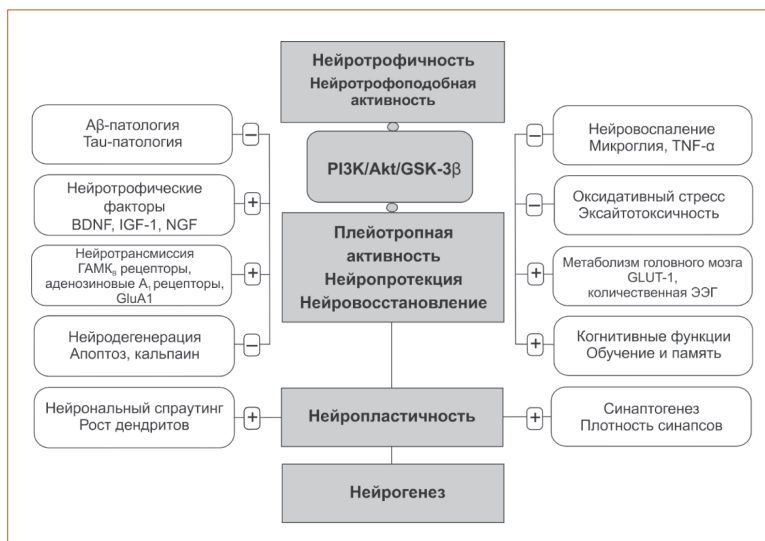 Нейротрофичность
Нейротрофоподобная
активность
PI3K/Akt/GSK-3β
Плейотропная
активность
Нейропротекция
Нейровосстановление
Нейропластичность
Нейрогенез
Aβ-патология
Tau-патология
−
Нейротрофические
факторы
BDNF, IGF-1, NGF
+
Нейротрансмиссия
ГАМКB рецепторы,
аденозиновые A1 рецепторы,
GluA1
+
Нейродегенерация
Апоптоз, кальпаин
−
Нейрональный спраутинг
Рост дендритов
+
−
Нейровоспаление
Микроглия, TNF-α
−
Оксидативный стресс
Эксайтотоксичность
+
Метаболизм головного мозга
GLUT-1,
количественная ЭЭГ
+
Когнитивные функции
Обучение и память
+
Синаптогенез
Плотность синапсов